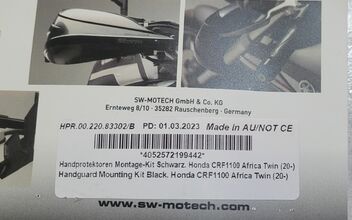 SW-MOTECH GmbH & Co. KG
Ernteweg 8/10 · 35282 Rauschenberg · Germany
HPR.00.220.83302/B PD: 01.03.2023 Made in AU/NOT CE
*4052572199442*
Handprotektoren Montage-Kit Schwarz. Honda CRF1100 Africa Twin (20-)
Handguard Mounting Kit Black. Honda CRF1100 Africa Twin (20-)
www.sw-motech.com